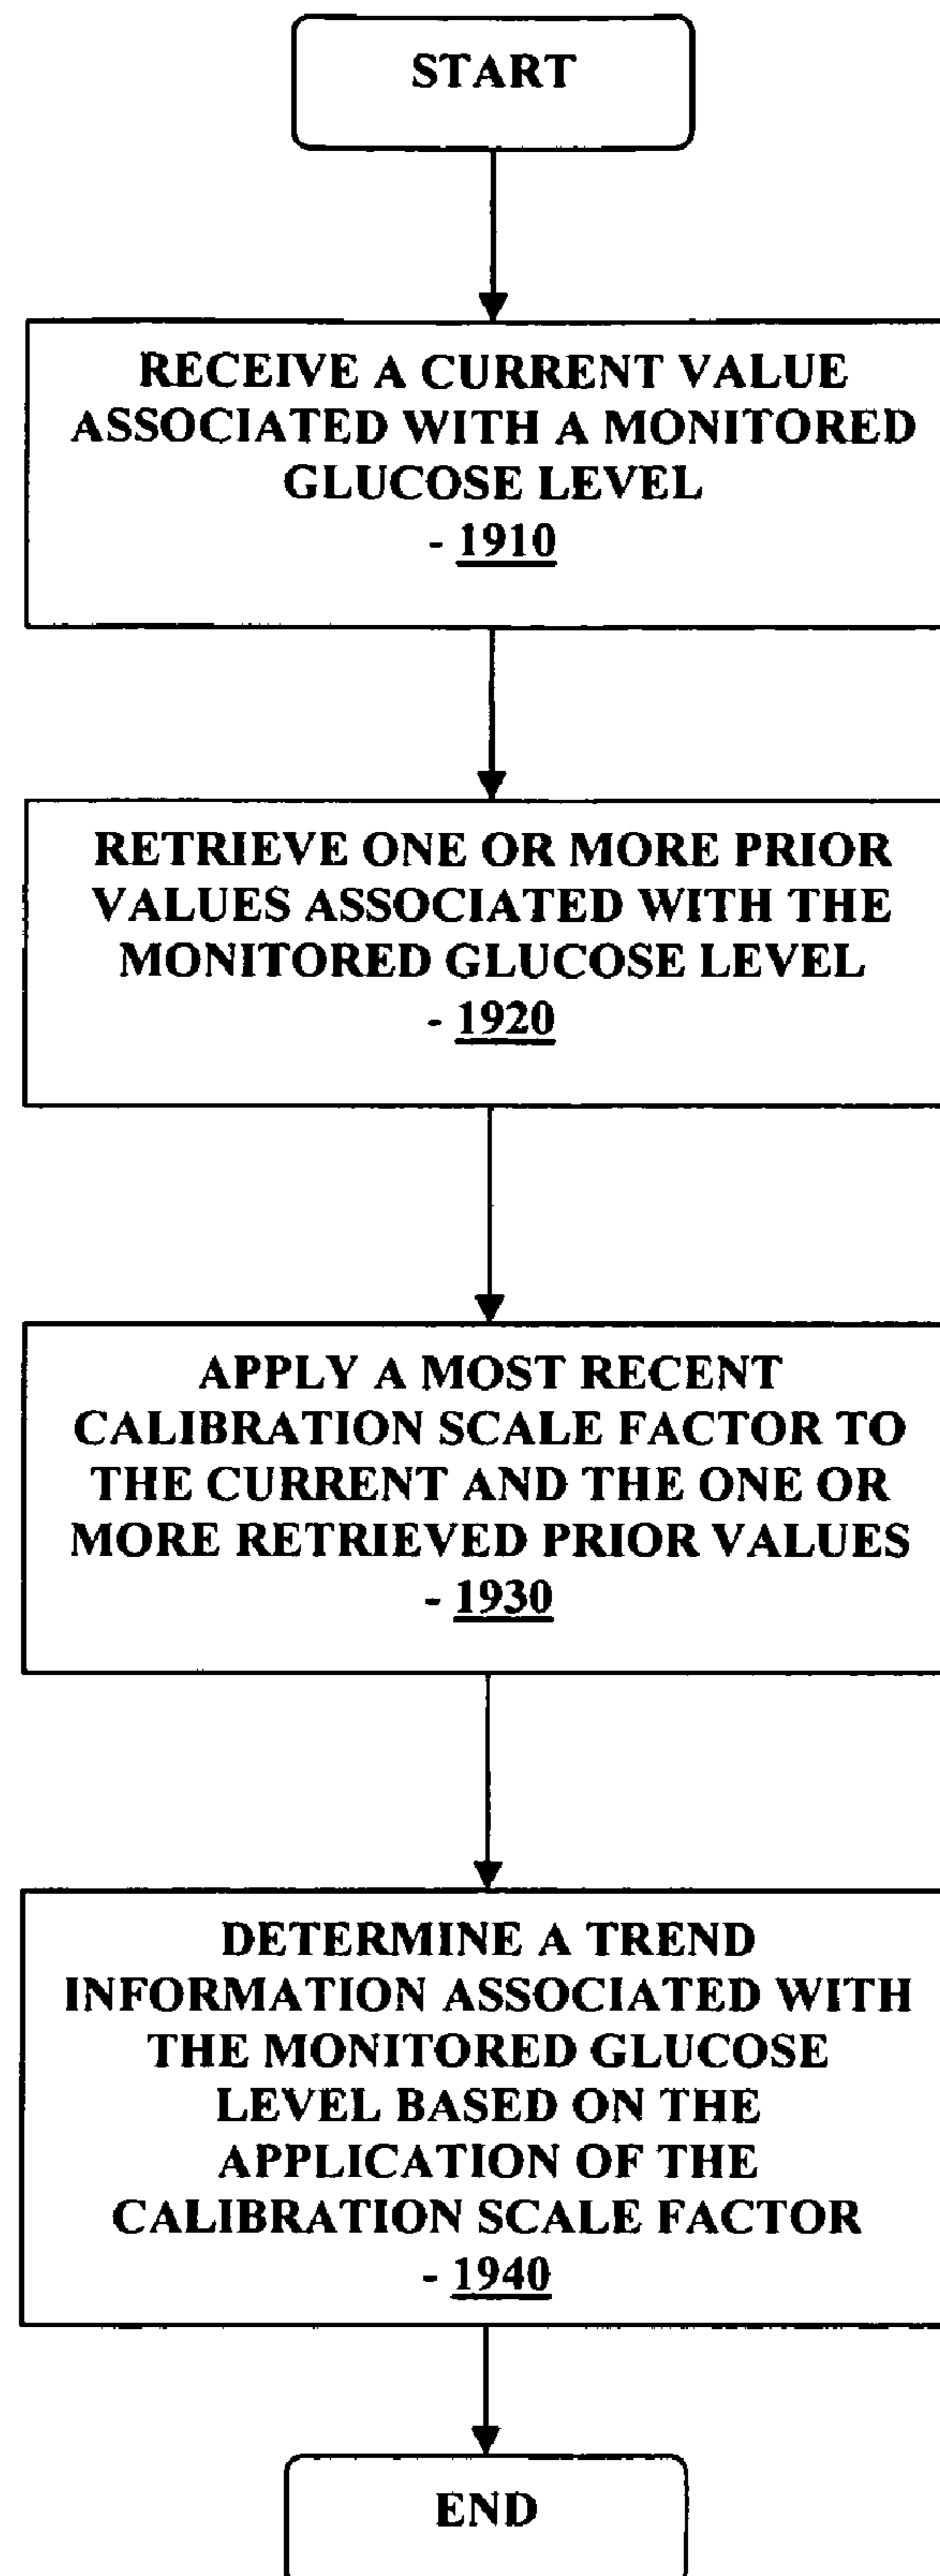 START
RECEIVE A CURRENT VALUE
ASSOCIATED WITH A MONITORED
GLUCOSE LEVEL
- 1910
RETRIEVE ONE OR MORE PRIOR
VALUES ASSOCIATED WITH THE
MONITORED GLUCOSE LEVEL
- 1920
APPLY A MOST RECENT
CALIBRATION SCALE FACTOR TO
THE CURRENT AND THE ONE OR
MORE RETRIEVED PRIOR VALUES
- 1930
DETERMINE A TREND
INFORMATION ASSOCIATED WITH
THE MONITORED GLUCOSE
LEVEL BASED ON THE
APPLICATION OF THE
CALIBRATION SCALE FACTOR
- 1940
END